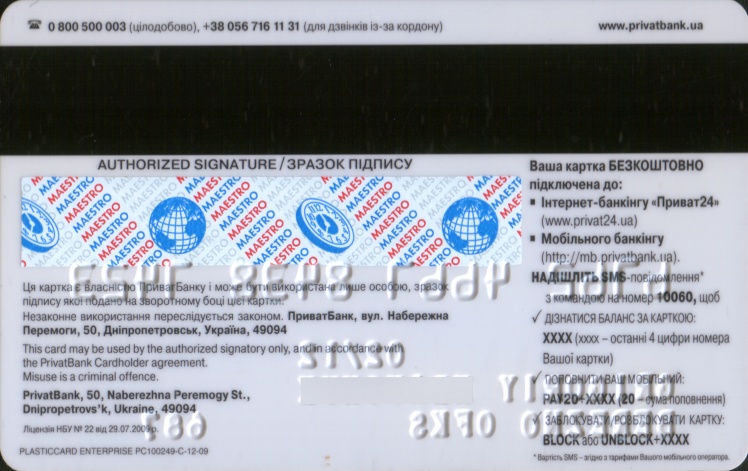 ☎ 0 800 500 003 (цілодобово), +38 056 716 11 31 (для дзвінків із-за кордону)
www.privatbank.ua
AUTHORIZED SIGNATURE / ЗРАЗОК ПІДПИСУ
MAESTRO MAESTRO MAESTRO MAESTRO
Ця картка є власністю ПриватБанку і може бути використана лише особою, зразок
підпису якої подано на зворотному боці цієї картки.
Незаконне використання переслідується законом. ПриватБанк, вул. Набережна
Перемоги, 50, Дніпропетровськ, Україна, 49094
This card may be used by the authorized signatory only, and in accordance with
the PrivatBank Cardholder agreement.
Misuse is a criminal offence.
PrivatBank, 50, Naberezhna Peremogy St.,
Dnipropetrovs'k, Ukraine, 49094
Ліцензія НБУ № 22 від 29.07.2009р.
PLASTICCARD ENTERPRISE PC100249-C-12-09
02/12
687
Ваша картка БЕЗКОШТОВНО
підключена до:
▪ Інтернет-банкінгу «Приват24»
(www.privat24.ua)
▪ Мобільного банкінгу
(http://mb.privatbank.ua).
НАДІШЛІТЬ SMS-повідомлення*
з командою на номер 10060, щоб
✓ ДІЗНАТИСЯ БАЛАНС ЗА КАРТКОЮ:
XXXX (xxxx – останні 4 цифри номера
Вашої картки)
✓ ПОПОВНИТИ ВАШ МОБІЛЬНИЙ:
PAY20+XXXX (20 – сума поповнення)
✓ ЗАБЛОКУВАТИ/РОЗБЛОКУВАТИ КАРТКУ:
BLOCK або UNBLOCK+XXXX
* Вартість SMS – згідно з тарифами Вашого мобільного оператора.